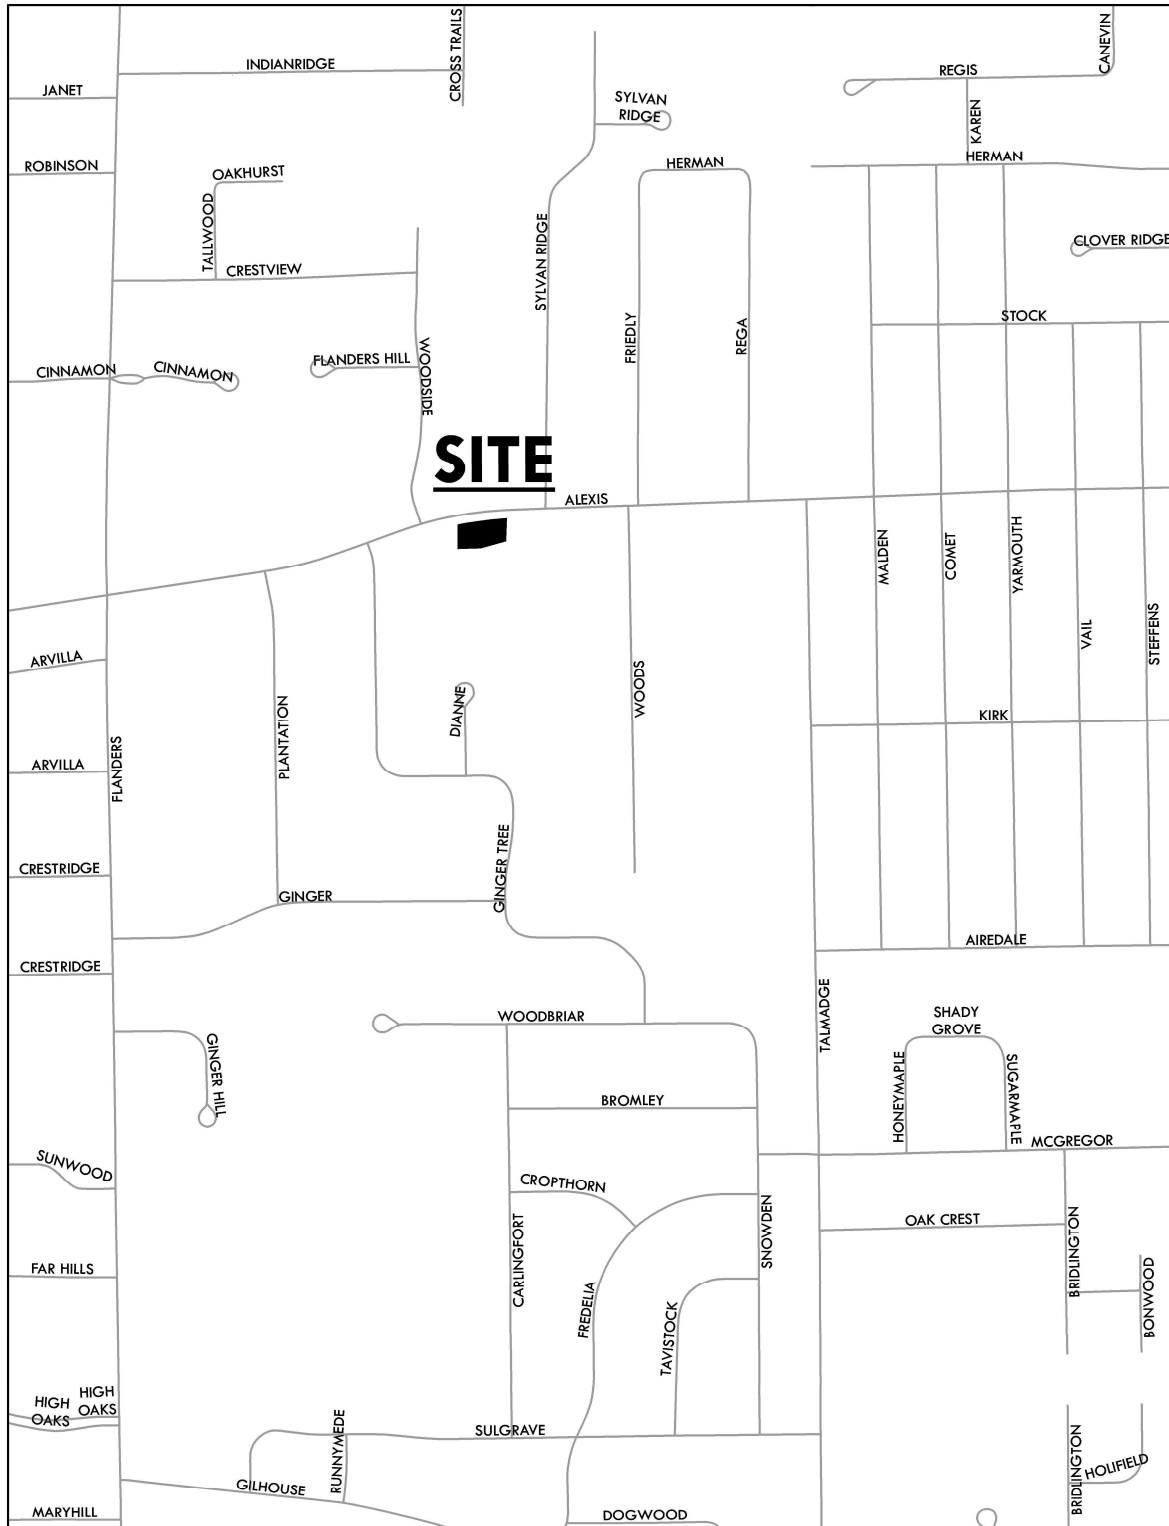 CROSS TRAILS
CANEVIN
INDIANRIDGE
REGIS
JANET
SYLVAN
RIDGE
KAREN
ROBINSON
HERMAN
HERMAN
OAKHURST
TALLWOOD
SYLVAN RIDGE
CLOVER RIDGE
CRESTVIEW
STOCK
FRIEDLY
REGA
CINNAMON
CINNAMON
FLANDERS HILL
WOODSIDE
SITE
ALEXIS
MALDEN
COMET
YARMOUTH
VAIL
STEFFENS
ARVILLA
WOODS
DIANNE
PLANTATION
KIRK
ARVILLA
FLANDERS
CRESTRIDGE
GINGER
GINGER TREE
AIREDALE
CRESTRIDGE
WOODBRIAR
TALMADGE
SHADY
GROVE
GINGER HILL
HONEYMAPLE
SUGARMAPLE
BROMLEY
MCGREGOR
SUNWOOD
CROPTHORN
SNOWDEN
OAK CREST
BRIDLINGTON
CARLINGFORT
FAR HILLS
FREDELIA
TAVISTOCK
BONWOOD
HIGH
OAKS
HIGH
OAKS
SULGRAVE
RUNNYMEDE
GILHOUSE
BRIDLINGTON
HOLIFIELD
MARYHILL
DOGWOOD